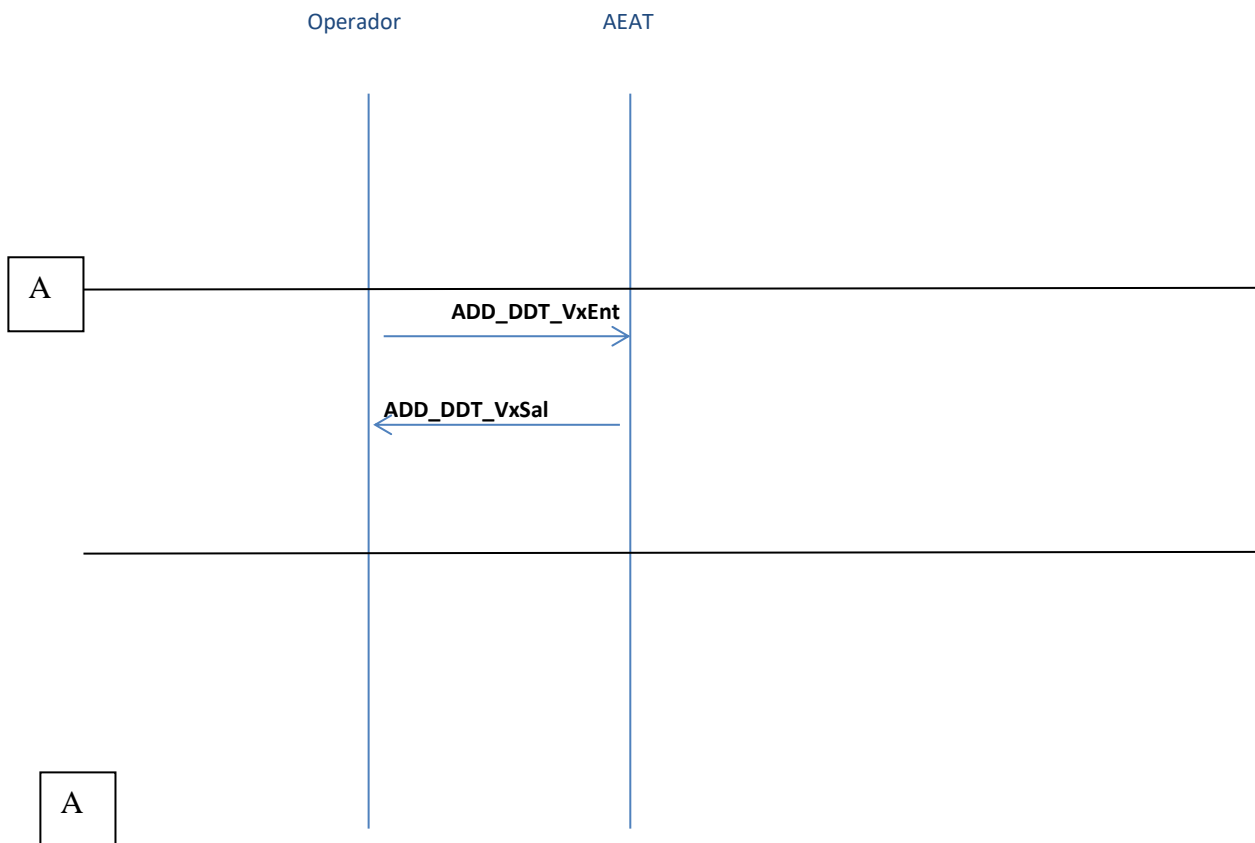 Operador AEAT
A
ADD_DDT_VxEnt
ADD_DDT_VxSal
A